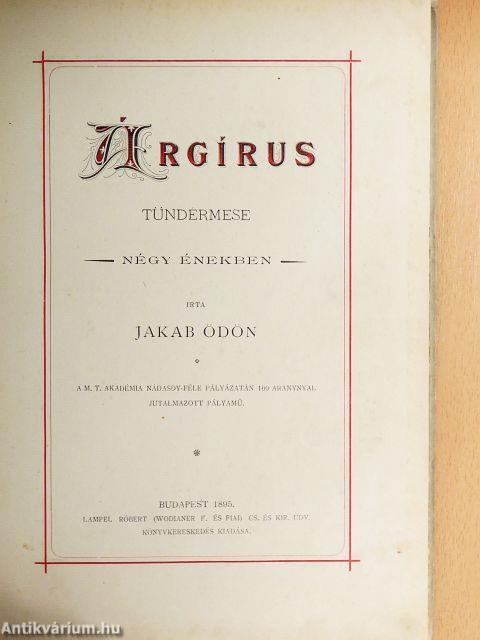 ÁRGÍRUS
TÜNDÉRMESE
NÉGY ÉNEKBEN
IRTA
JAKAB ÖDÖN
A M. T. AKADÉMIA NÁDASDY-FÉLE PÁLYÁZATÁN 100 ARANYNYAL
JUTALMAZOTT PÁLYAMŰ.
BUDAPEST 1895.
LAMPEL RÓBERT (WODIANER F. ÉS FIAI) CS. ÉS KIR. UDV.
KÖNYVKERESKEDÉS KIADÁSA.
Antikvárium.hu